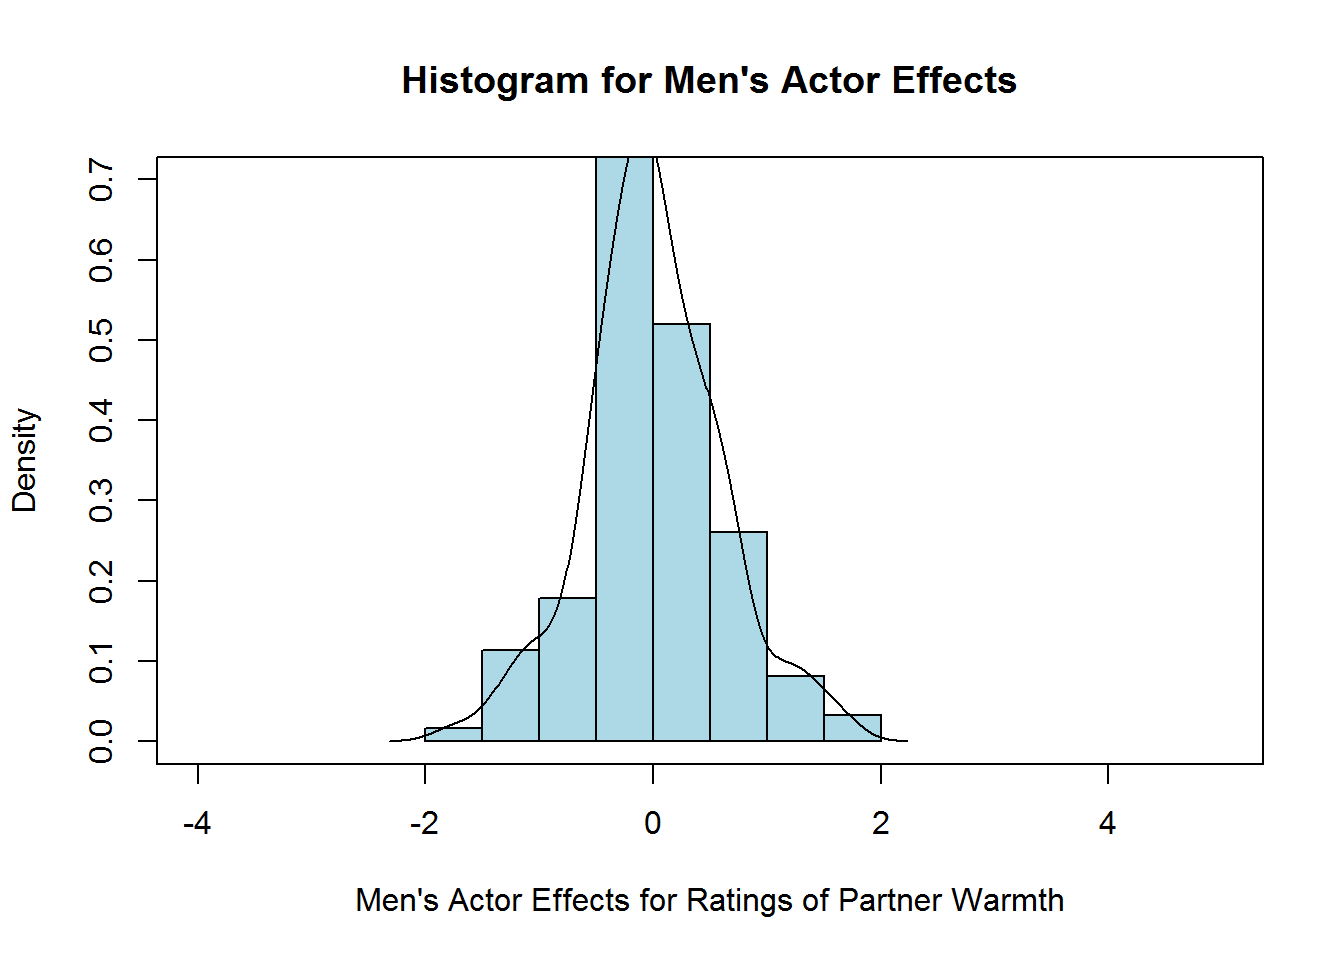 Histogram for Men's Actor Effects
Density
0.7
0.6
0.5
0.4
0.3
0.2
0.1
0.0
-4 -2 0 2 4
Men's Actor Effects for Ratings of Partner Warmth